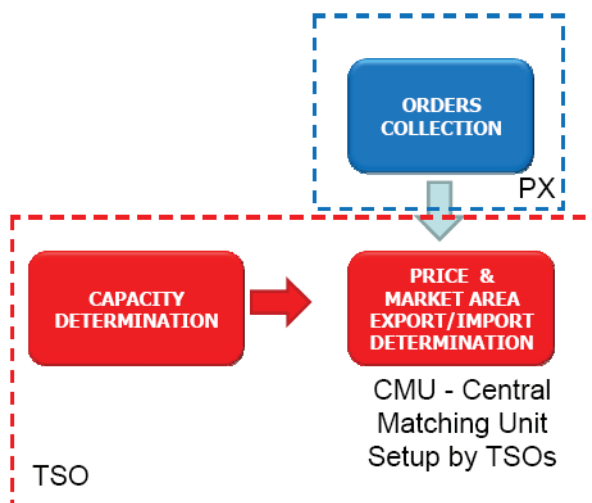 ORDERS
COLLECTION
PX
CAPACITY
DETERMINATION
PRICE &
MARKET AREA
EXPORT/IMPORT
DETERMINATION
CMU - Central
Matching Unit
Setup by TSOs
TSO